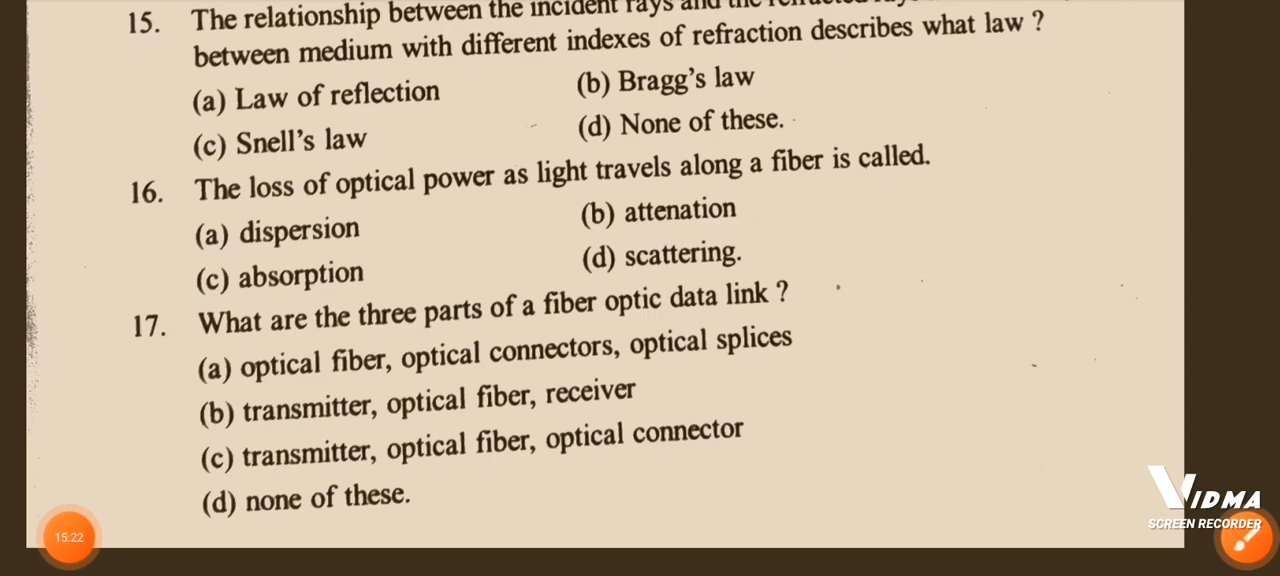 15. The relationship between the incident rays and the refracted rays
between medium with different indexes of refraction describes what law ?
(a) Law of reflection (b) Bragg's law
(c) Snell's law (d) None of these.
16. The loss of optical power as light travels along a fiber is called.
(a) dispersion (b) attenation
(c) absorption (d) scattering.
17. What are the three parts of a fiber optic data link ?
(a) optical fiber, optical connectors, optical splices
(b) transmitter, optical fiber, receiver
(c) transmitter, optical fiber, optical connector
(d) none of these.
VIDMA
SCREEN RECORDER
15:22